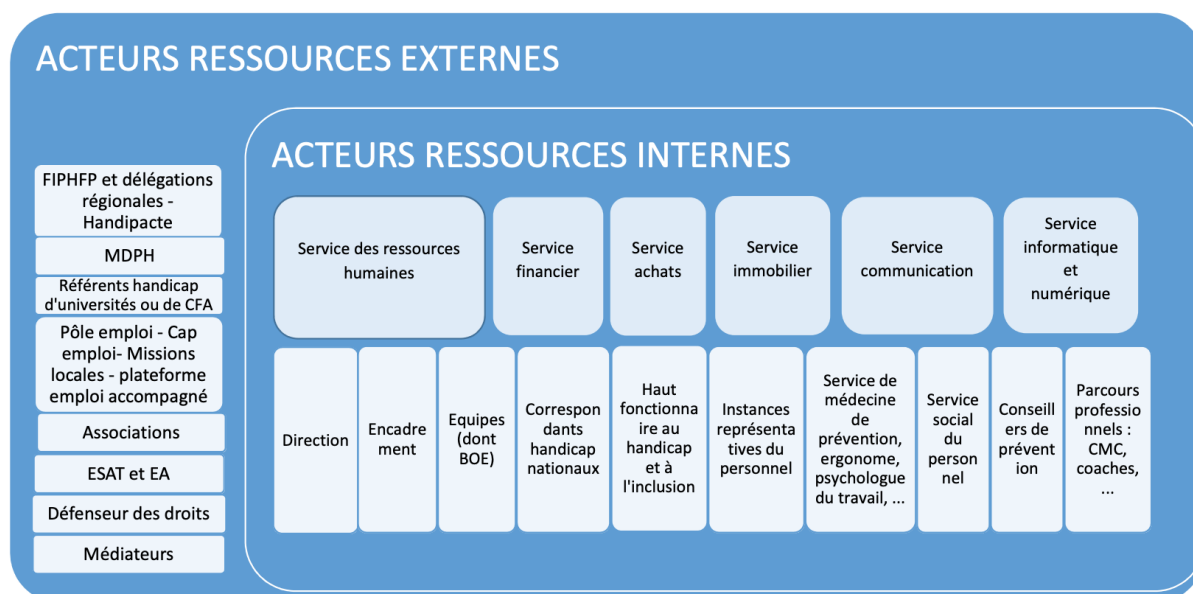 ACTEURS RESSOURCES EXTERNES
FIPHFP et délégations
régionales -
Handipacte
MDPH
Référents handicap
d'universités ou de CFA
Pôle emploi - Cap
emploi- Missions
locales - plateforme
emploi accompagné
Associations
ESAT et EA
Défenseur des droits
Médiateurs
ACTEURS RESSOURCES INTERNES
Service des ressources
humaines
Service
financier
Service
achats
Service
immobilier
Service
communication
Service
informatique
et
numérique
Direction
Encadre
ment
Equipes
(dont
BOE)
Correspon
dants
handicap
nationaux
Haut
fonctionna
ire au
handicap
et à
l'inclusion
Instances
représenta
tives du
personnel
Service de
médecine
de
prévention,
ergonome,
psychologue
du travail, ...
Service
social du
person
nel
Conseill
ers de
prévent
ion
Parcours
professio
nnels :
CMC,
coaches,
...